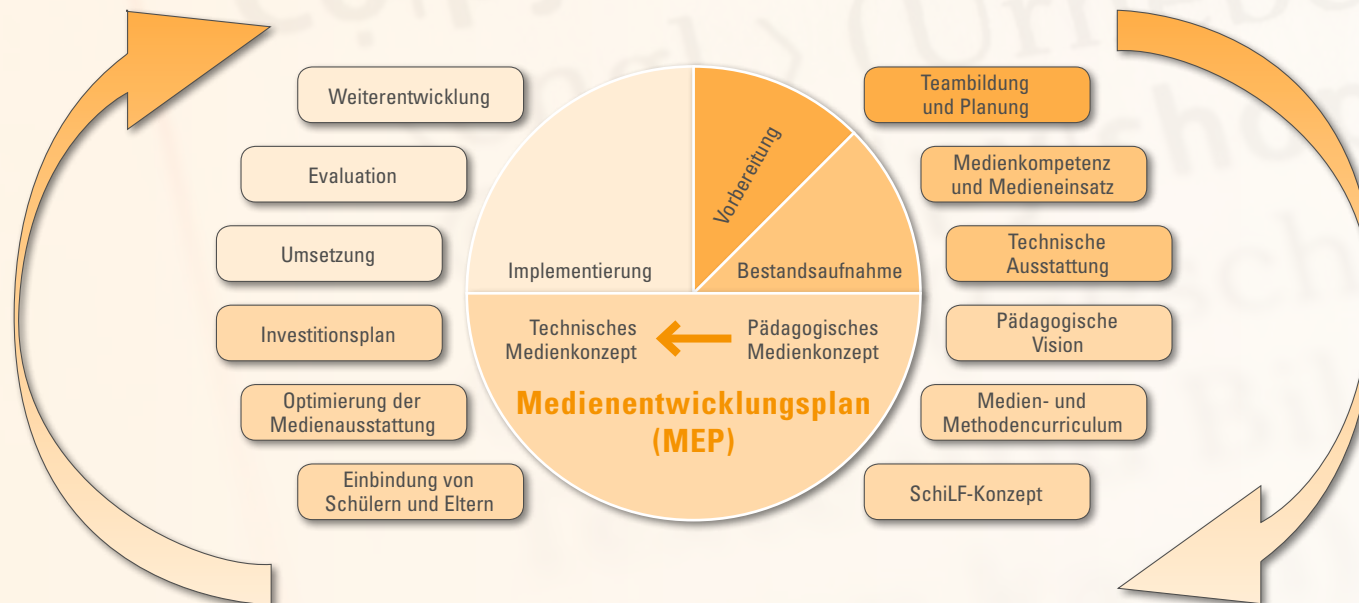 Weiterentwicklung
Evaluation
Umsetzung
Investitionsplan
Optimierung der
Medienausstattung
Einbindung von
Schülern und Eltern
Vorbereitung
Implementierung
Bestandsaufnahme
Technisches
Medienkonzept
Pädagogisches
Medienkonzept
Medienentwicklungsplan
(MEP)
Teambildung
und Planung
Medienkompetenz
und Medieneinsatz
Technische
Ausstattung
Pädagogische
Vision
Medien- und
Methodencurriculum
SchiLF-Konzept